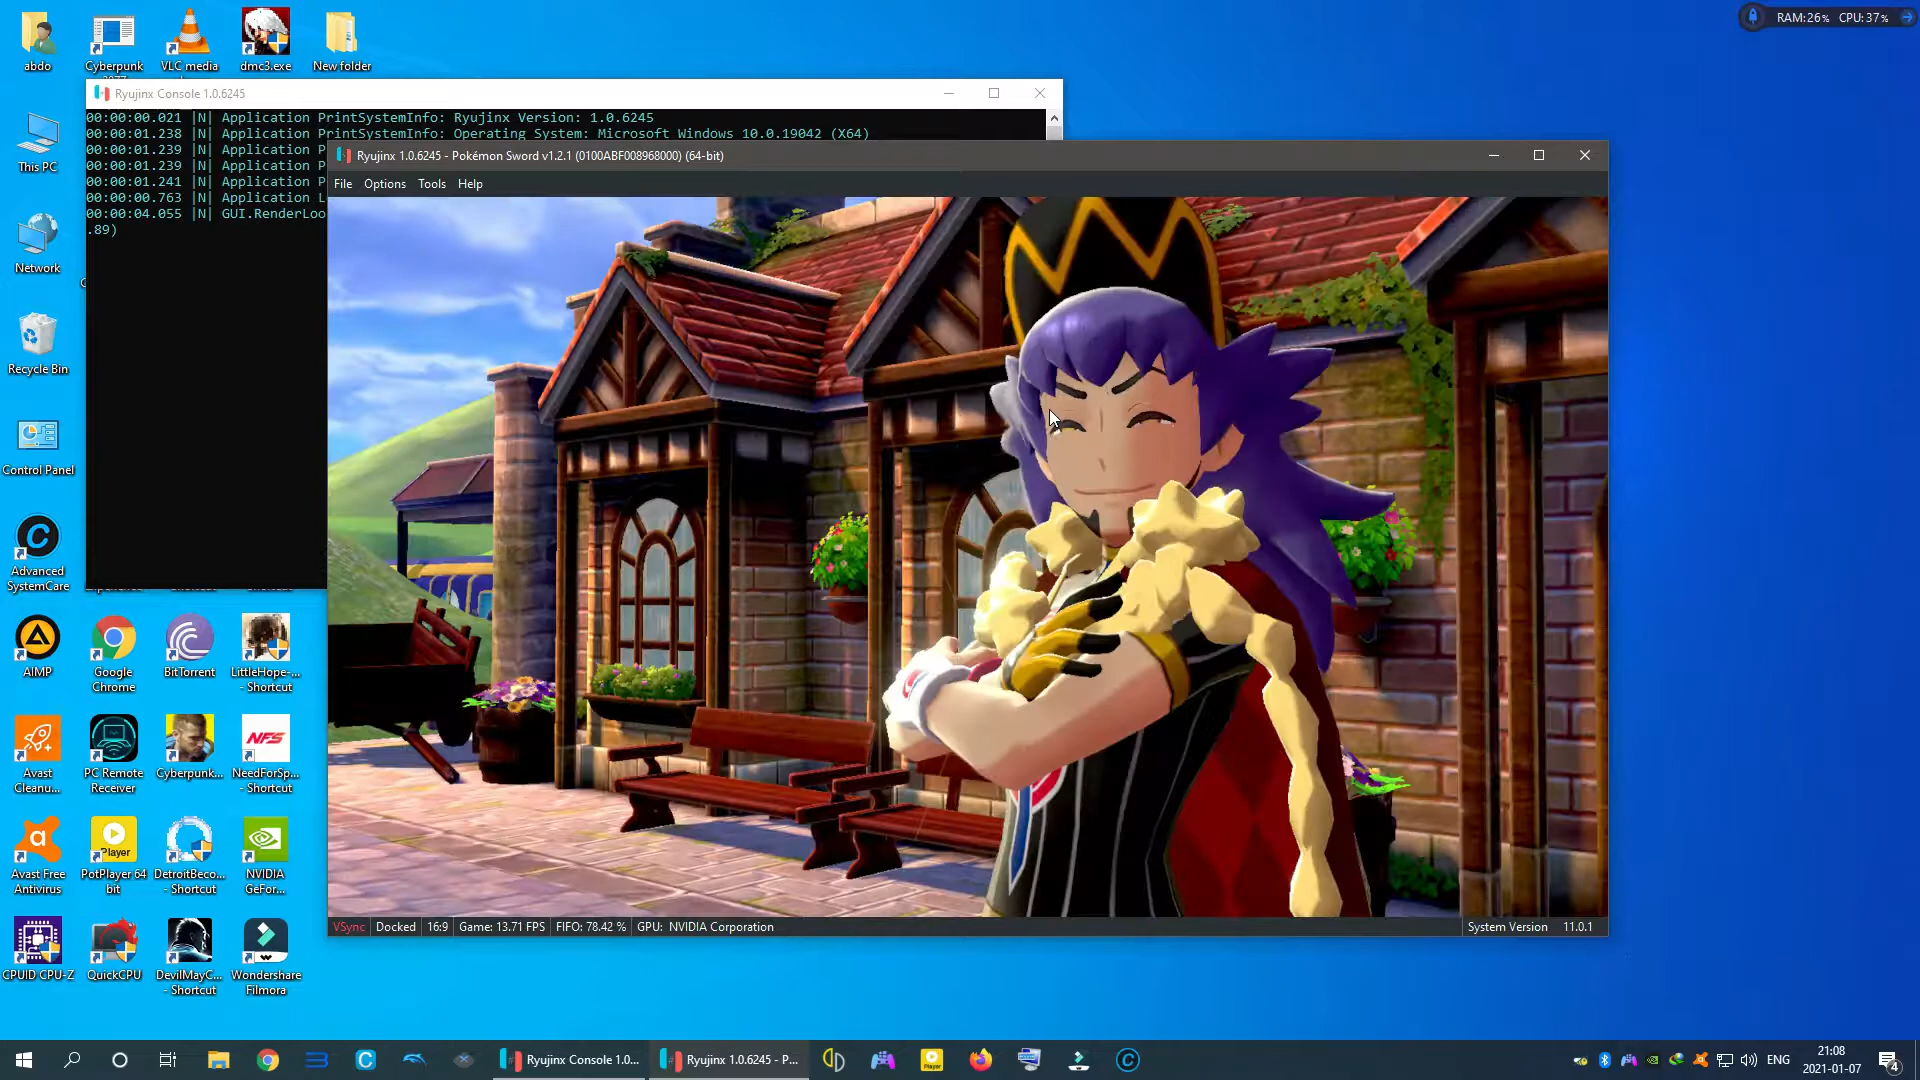 RAM:26% CPU:37%
abdo
Cyberpunk
VLC media
dmc3.exe
New folder
Ryujinx Console 1.0.6245
00:00:00.021 |N| Application PrintSystemInfo: Ryujinx Version: 1.0.6245
00:00:01.238 |N| Application PrintSystemInfo: Operating System: Microsoft Windows 10.0.19042 (X64)
00:00:01.239 |N| Application P
00:00:01.239 |N| Application P
00:00:01.241 |N| Application P
00:00:00.763 |N| Application L
00:00:04.055 |N| GUI.RenderLoo
.89)
Ryujinx 1.0.6245 - Pokémon Sword v1.2.1 (0100ABF008968000) (64-bit)
File Options Tools Help
This PC
Network
Recycle Bin
Control Panel
Advanced
SystemCare
AIMP
Google
Chrome
BitTorrent
LittleHope-...
- Shortcut
NFS
Avast
Cleanu...
PC Remote
Receiver
Cyberpunk...
NeedForSp...
- Shortcut
Player
Avast Free
Antivirus
PotPlayer 64
bit
DetroitBeco...
- Shortcut
NVIDIA
GeFor...
CPUID CPU-Z
QuickCPU
DevilMayC...
- Shortcut
Wondershare
Filmora
VSync Docked 16:9 Game: 13.71 FPS FIFO: 78.42 % GPU: NVIDIA Corporation System Version 11.0.1
Ryujinx Console 1.0...
Ryujinx 1.0.6245 - P...
Player
ENG
21:08
2021-01-07
4